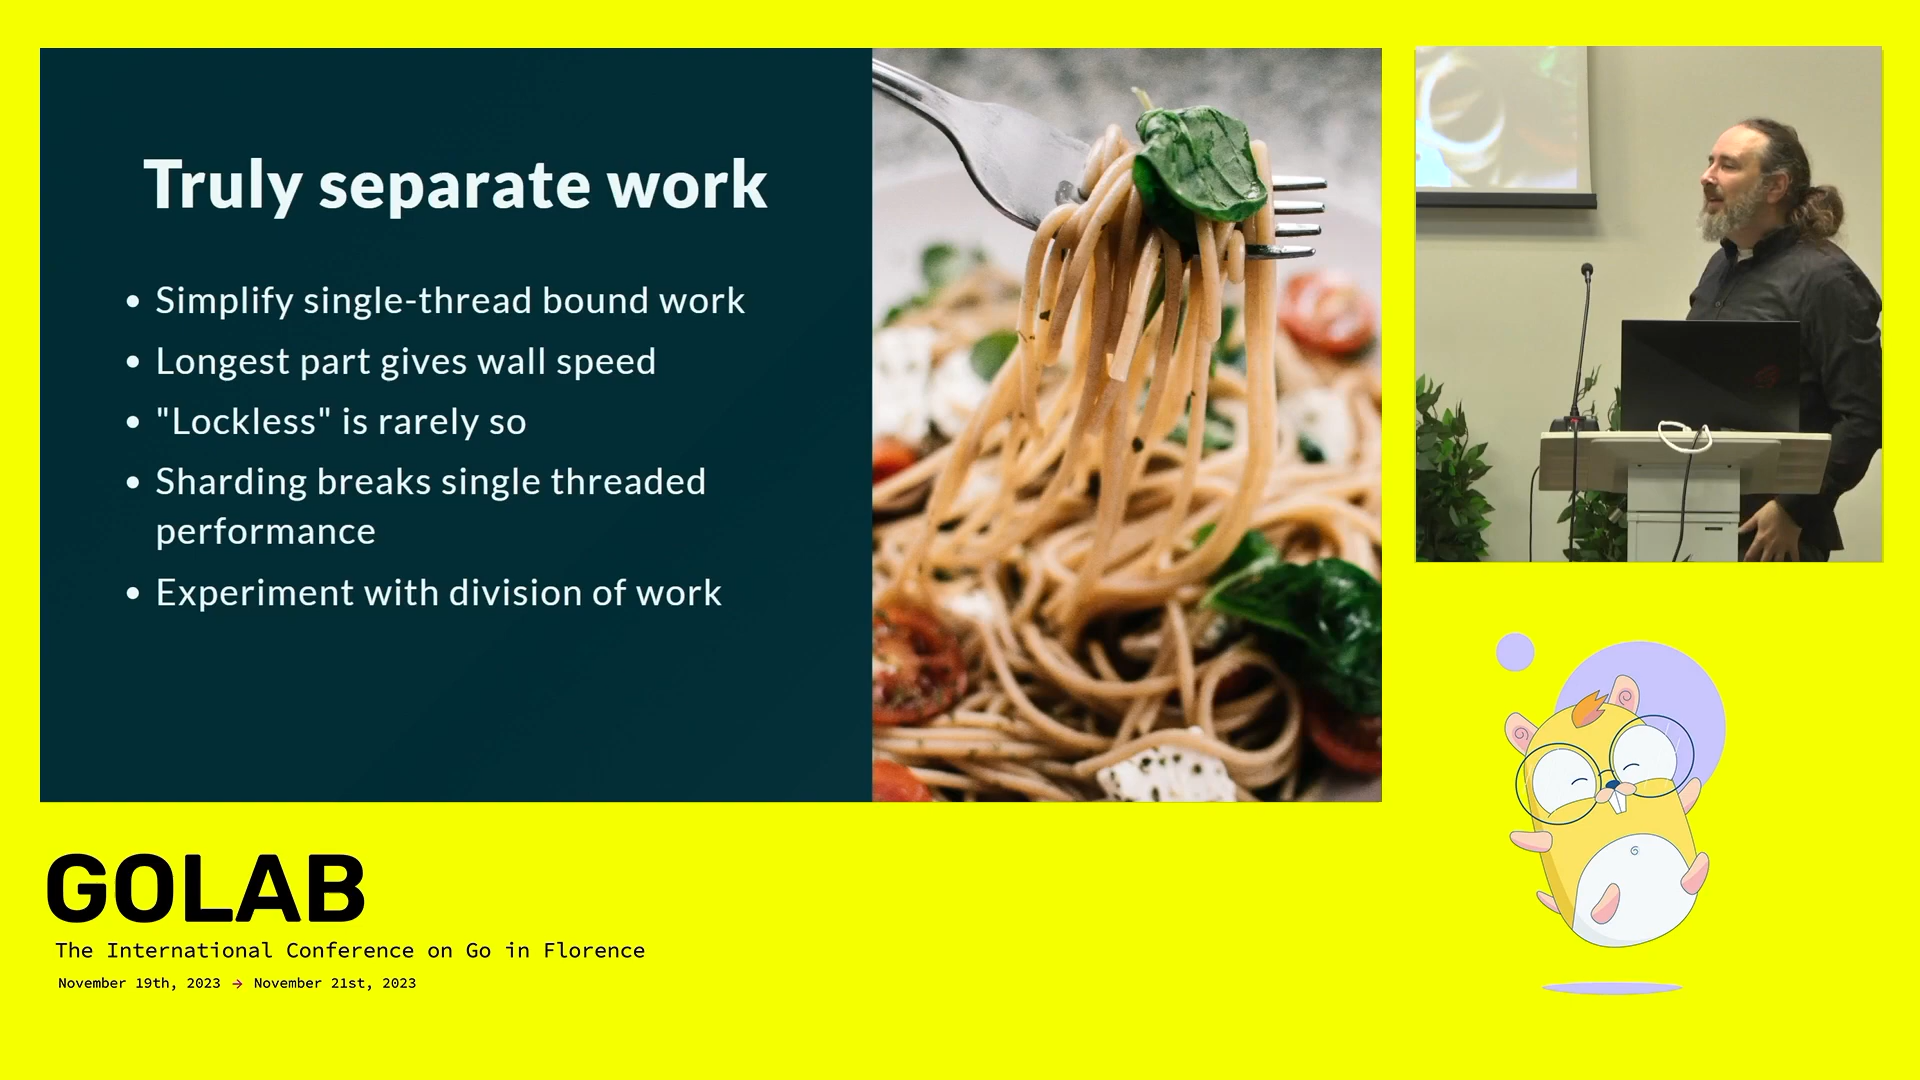 Truly separate work
• Simplify single-thread bound work
• Longest part gives wall speed
• "Lockless" is rarely so
• Sharding breaks single threaded
performance
• Experiment with division of work
GOLAB
The International Conference on Go in Florence
November 19th, 2023 → November 21st, 2023